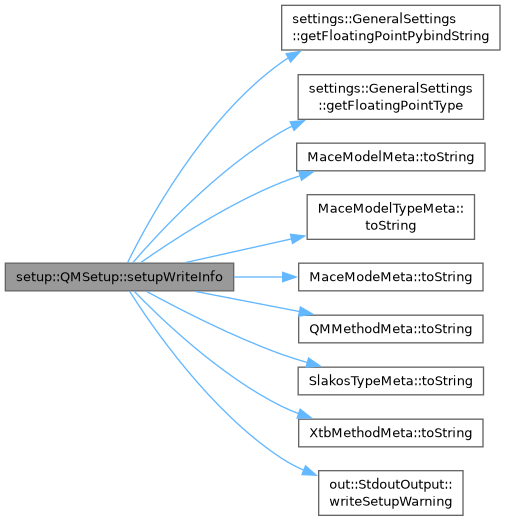 settings::GeneralSettings
::getFloatingPointPybindString
settings::GeneralSettings
::getFloatingPointType
MaceModelMeta::toString
MaceModelTypeMeta::
toString
setup::QMSetup::setupWriteInfo
MaceModeMeta::toString
QMMethodMeta::toString
SlakosTypeMeta::toString
XtbMethodMeta::toString
out::StdoutOutput::
writeSetupWarning